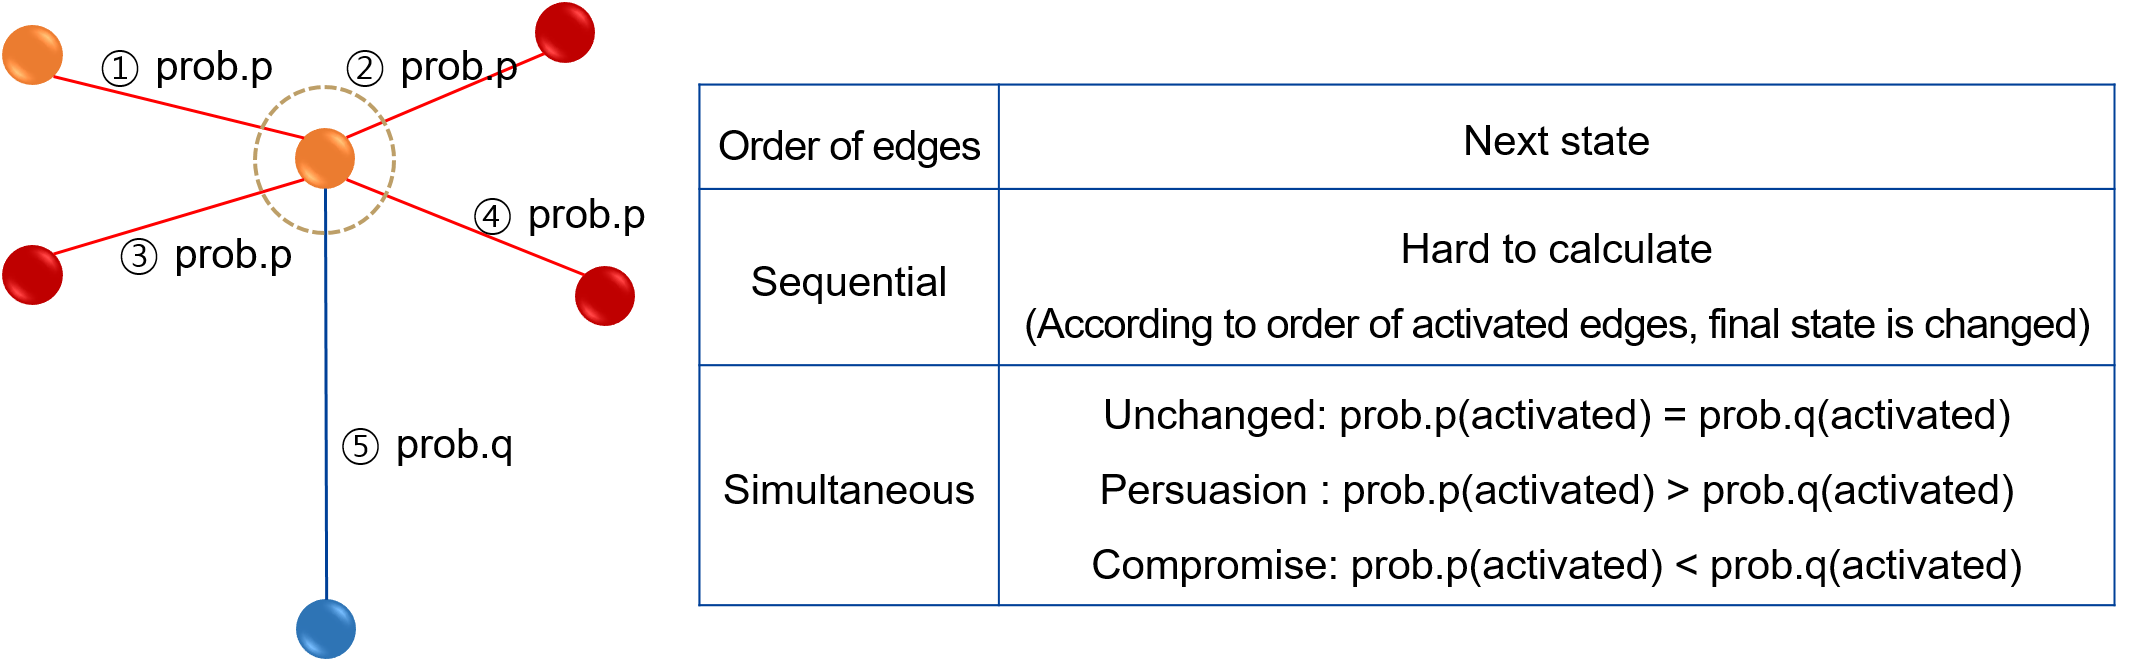 ① prob.p
② prob.p
③ prob.p
④ prob.p
⑤ prob.q
Order of edges
Next state
Sequential
Hard to calculate
(According to order of activated edges, final state is changed)
Simultaneous
Unchanged: prob.p(activated) = prob.q(activated)
Persuasion : prob.p(activated) > prob.q(activated)
Compromise: prob.p(activated) < prob.q(activated)